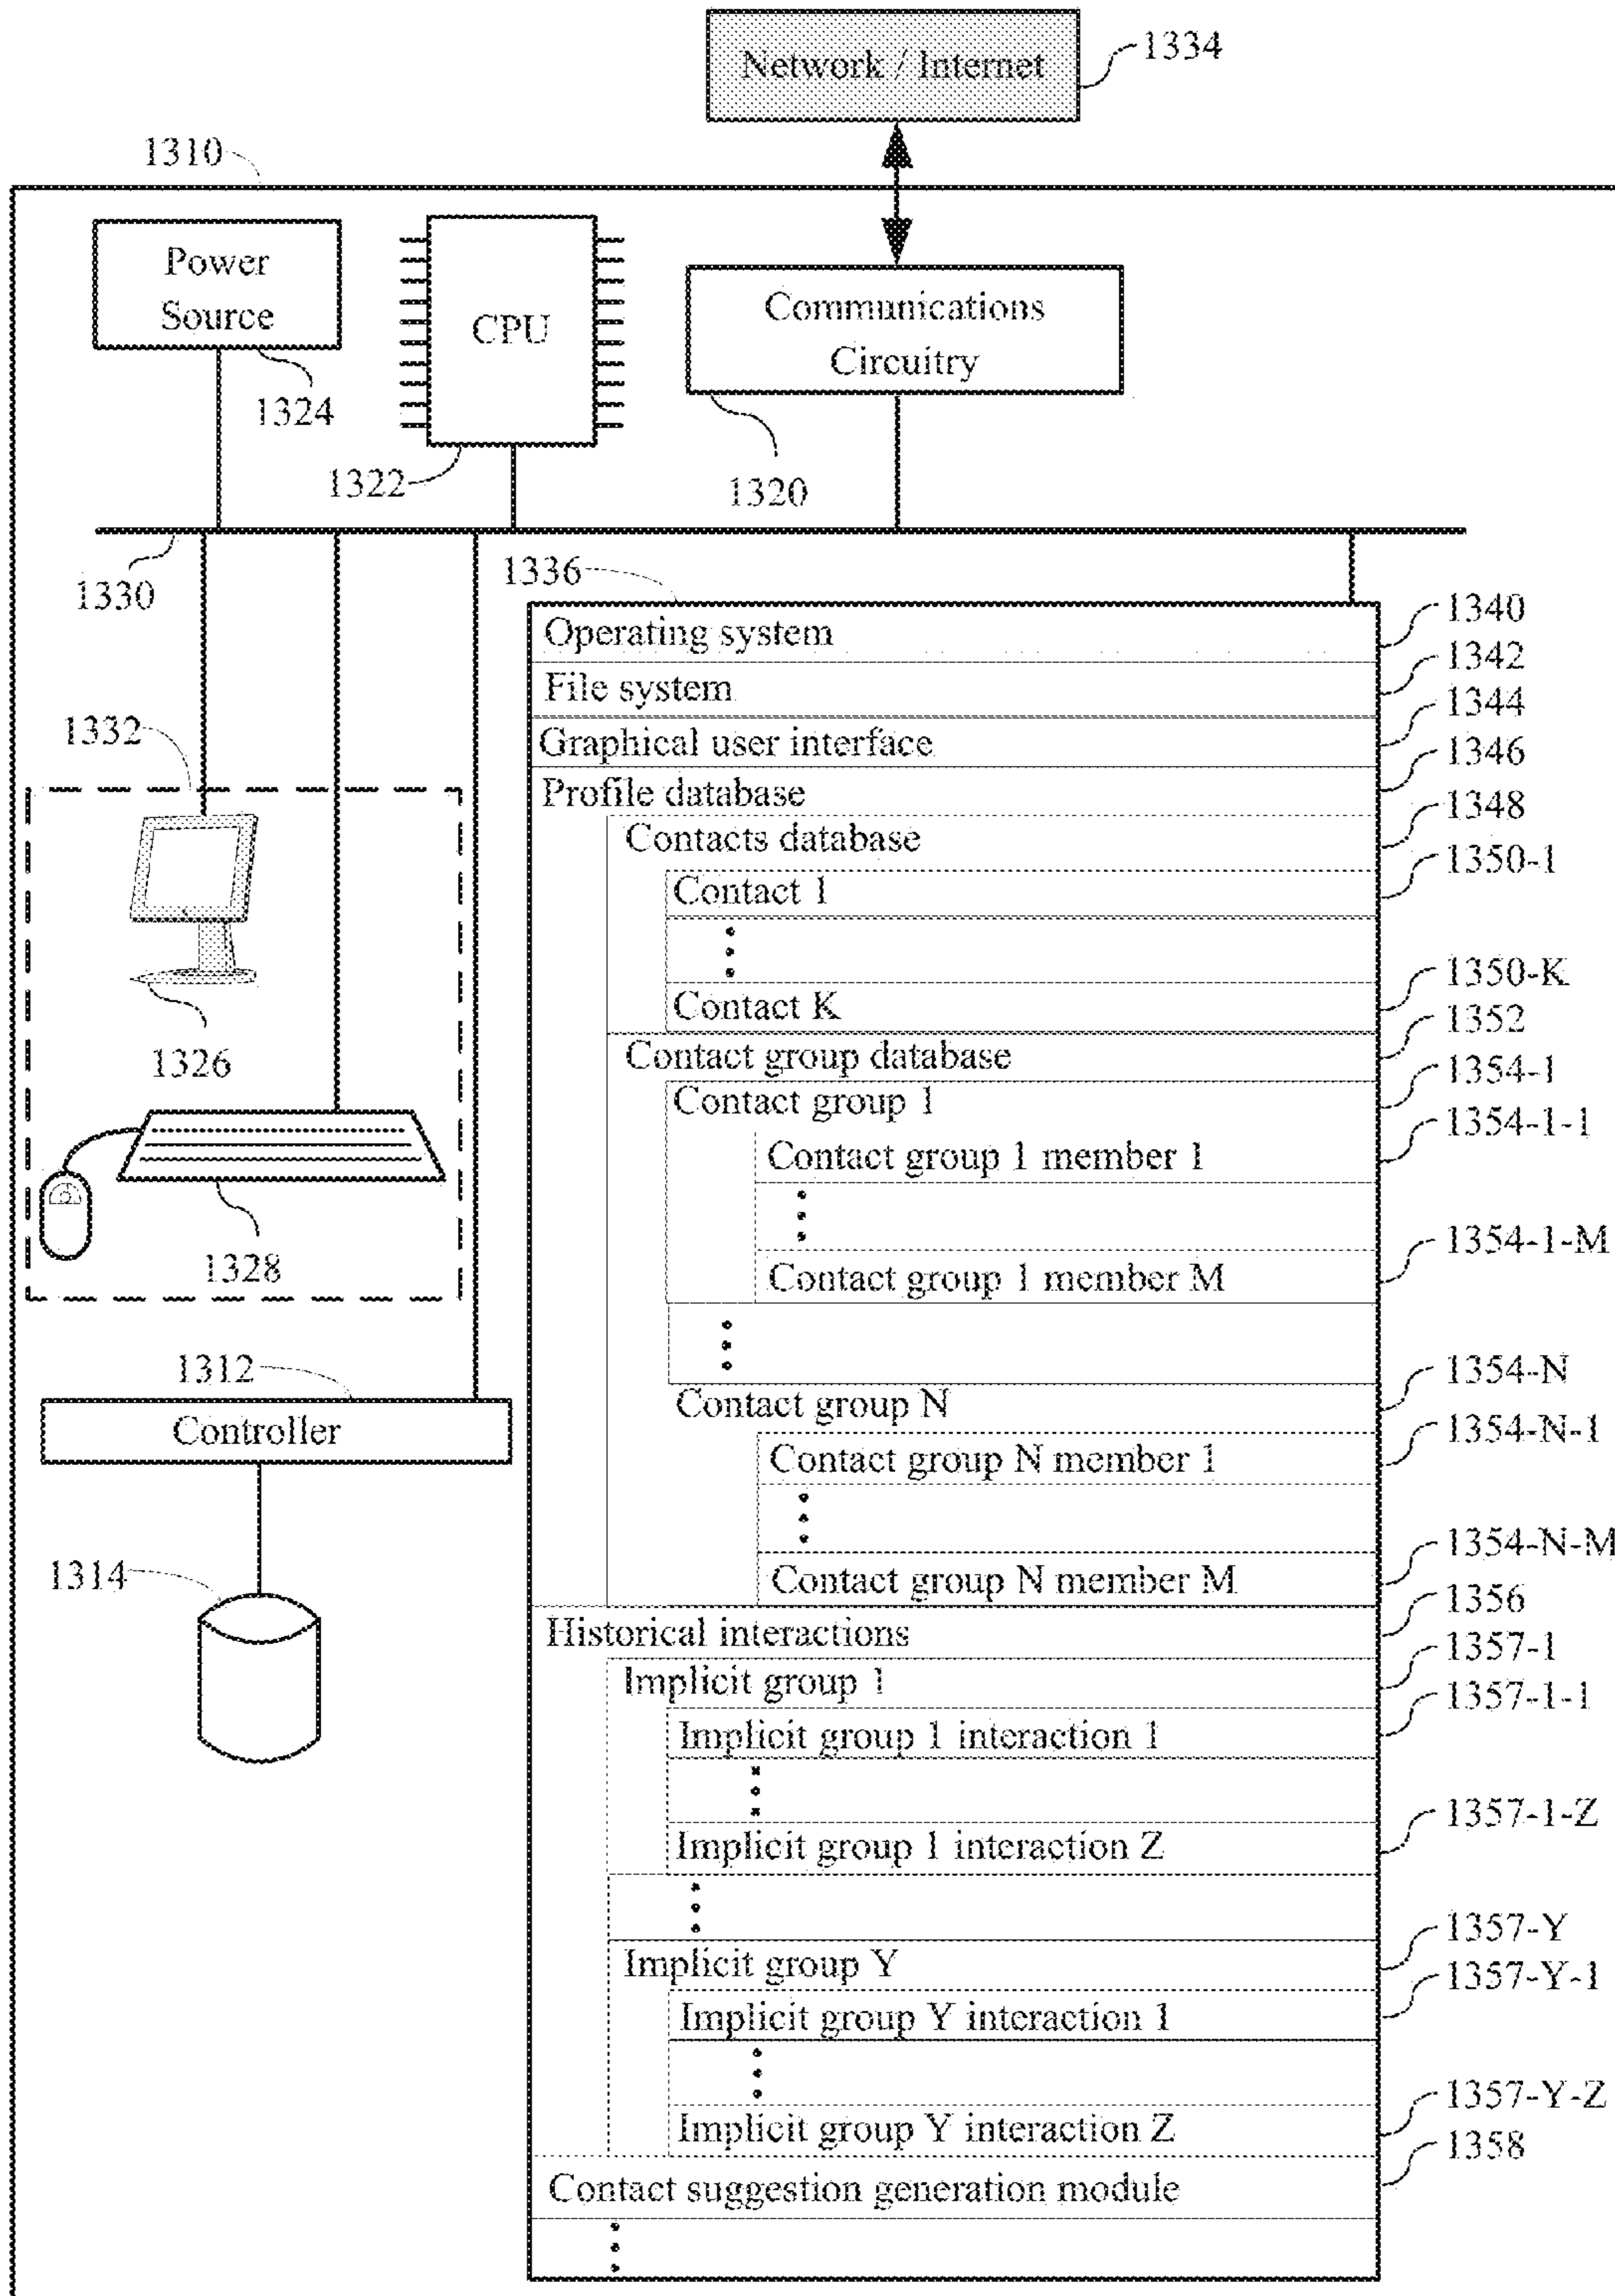 Network / Internet
1334
1310
Power
Source
1324
CPU
1322
Communications
Circuitry
1320
1330
1336
Operating system
1340
File system
1342
Graphical user interface
1344
Profile database
1346
Contacts database
1348
Contact 1
1350-1
Contact K
1350-K
Contact group database
1352
Contact group 1
1354-1
Contact group 1 member 1
1354-1-1
Contact group 1 member M
1354-1-M
Contact group N
1354-N
Contact group N member 1
1354-N-1
Contact group N member M
1354-N-M
Historical interactions
1356
Implicit group 1
1357-1
Implicit group 1 interaction 1
1357-1-1
Implicit group 1 interaction Z
1357-1-Z
Implicit group Y
1357-Y
Implicit group Y interaction 1
1357-Y-1
Implicit group Y interaction Z
1357-Y-Z
Contact suggestion generation module
1358
1332
1326
1328
1312
Controller
1314